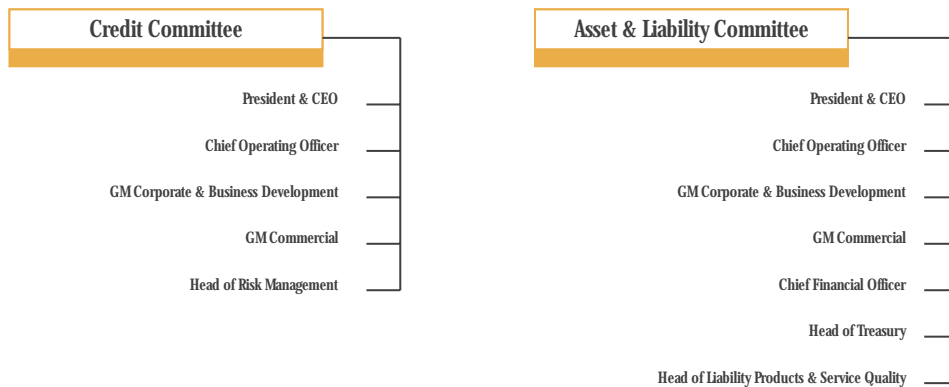 Credit Committee
President & CEO
Chief Operating Officer
GM Corporate & Business Development
GM Commercial
Head of Risk Management
Asset & Liability Committee
President & CEO
Chief Operating Officer
GM Corporate & Business Development
GM Commercial
Chief Financial Officer
Head of Treasury
Head of Liability Products & Service Quality